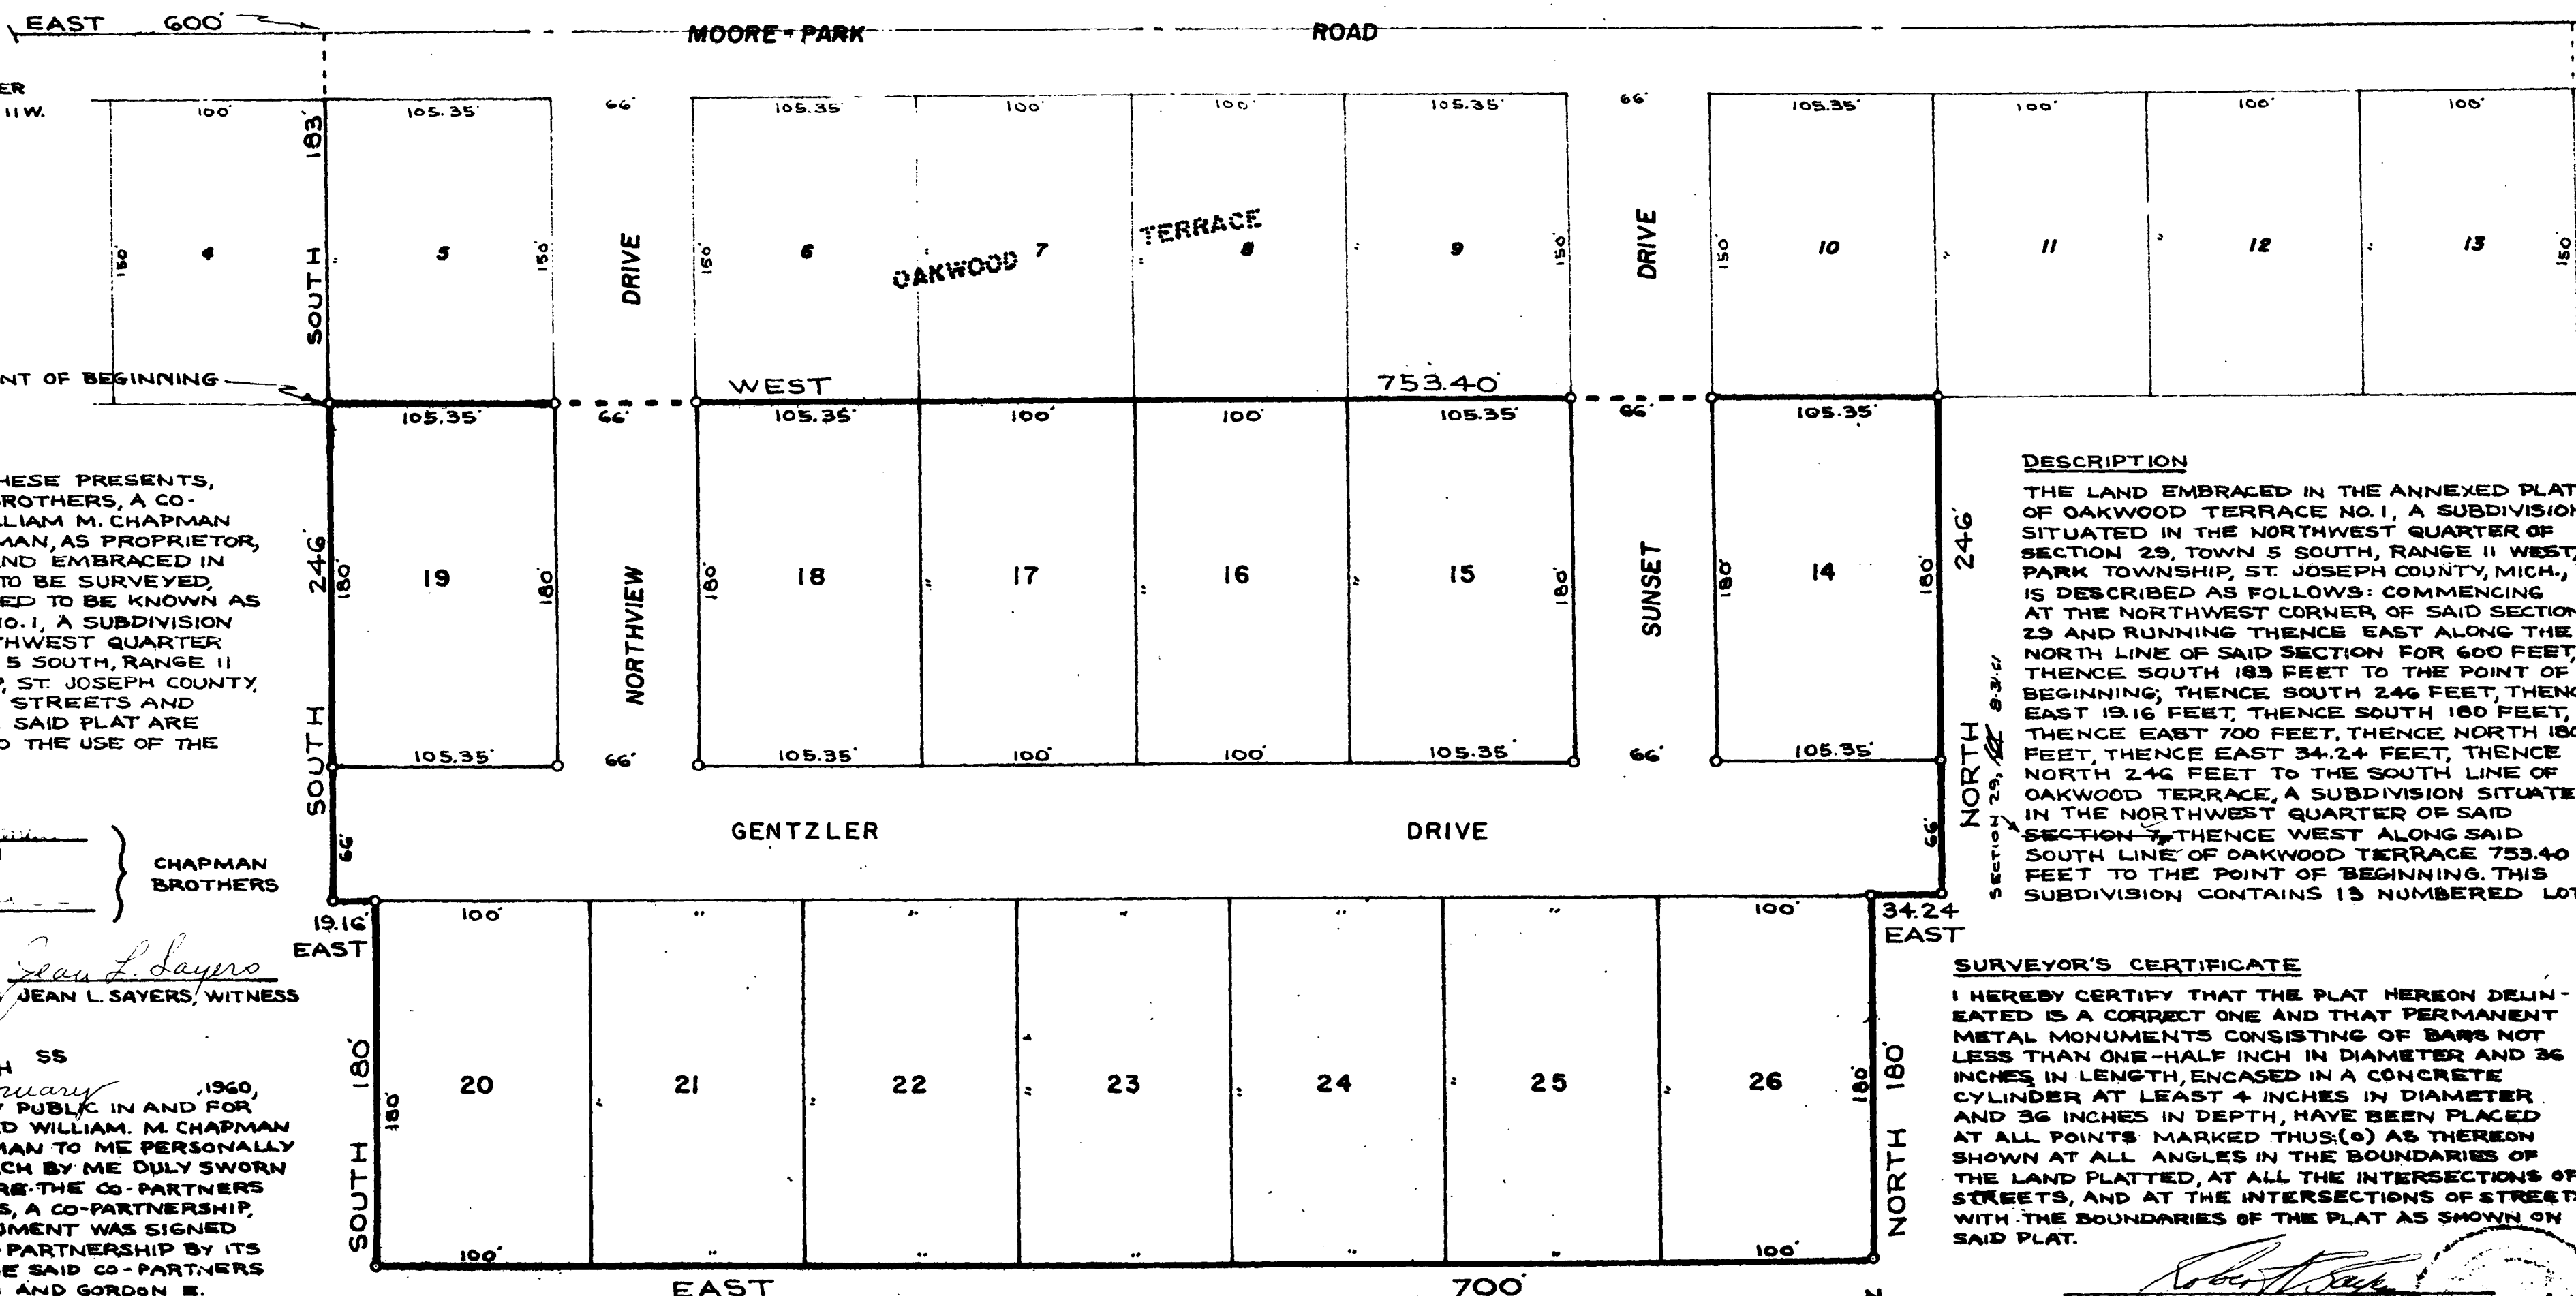 EAST 600'
MOORE-PARK ROAD
ER
11 W.
100' 105.35' 66' 105.35' 100' 100' 105.35' 66' 105.35' 100' 100' 100'
SOUTH 183'
150' 4 " 5 150' DRIVE 150' 6 " 7 " 8 " 9 150' DRIVE 150' 10 " 11 " 12 " 13 150'
OAKWOOD TERRACE
NT OF BEGINNING
WEST 753.40'
105.35' 66' 105.35' 100' 100' 105.35' 66' 105.35'
HESE PRESENTS,
ROTHERS, A CO-
LLIAM M. CHAPMAN
MAN, AS PROPRIETOR,
ND EMBRACED IN
TO BE SURVEYED,
ED TO BE KNOWN AS
NO. 1, A SUBDIVISION
THWEST QUARTER
5 SOUTH, RANGE 11
, ST. JOSEPH COUNTY,
STREETS AND
SAID PLAT ARE
O THE USE OF THE
SOUTH 246'
180' 19 180' NORTHVIEW 180' 18 " 17 " 16 " 15 180' SUNSET 180' 14 180'
NORTH 246'
105.35' 66' 105.35' 100' 100' 105.35' 66' 105.35'
66' GENTZLER DRIVE 66'
CHAPMAN
BROTHERS
19.16'
EAST
100' " " " " " 100'
34.24
EAST
Jean L. Sayers
JEAN L. SAYERS, WITNESS
H SS
ruary , 1960,
Y PUBLIC IN AND FOR
D WILLIAM. M. CHAPMAN
MAN TO ME PERSONALLY
CH BY ME DULY SWORN
RE THE CO-PARTNERS
S, A CO-PARTNERSHIP,
UMENT WAS SIGNED
PARTNERSHIP BY ITS
E SAID CO-PARTNERS
AND GORDON E.
SOUTH 180'
180' 20 " 21 " 22 " 23 " 24 " 25 " 26 180'
NORTH 180'
100' " " " " " 100'
EAST 700'
DESCRIPTION
THE LAND EMBRACED IN THE ANNEXED PLAT
OF OAKWOOD TERRACE NO. 1, A SUBDIVISION
SITUATED IN THE NORTHWEST QUARTER OF
SECTION 29, TOWN 5 SOUTH, RANGE 11 WEST,
PARK TOWNSHIP, ST. JOSEPH COUNTY, MICH.,
IS DESCRIBED AS FOLLOWS: COMMENCING
AT THE NORTHWEST CORNER OF SAID SECTION
29 AND RUNNING THENCE EAST ALONG THE
NORTH LINE OF SAID SECTION FOR 600 FEET,
THENCE SOUTH 183 FEET TO THE POINT OF
BEGINNING; THENCE SOUTH 246 FEET, THENC
EAST 19.16 FEET, THENCE SOUTH 180 FEET,
THENCE EAST 700 FEET, THENCE NORTH 180
FEET, THENCE EAST 34.24 FEET, THENCE
NORTH 246 FEET TO THE SOUTH LINE OF
OAKWOOD TERRACE, A SUBDIVISION SITUATE
IN THE NORTHWEST QUARTER OF SAID
SECTION 7, THENCE WEST ALONG SAID
SOUTH LINE OF OAKWOOD TERRACE 753.40
FEET TO THE POINT OF BEGINNING. THIS
SUBDIVISION CONTAINS 13 NUMBERED LOT
SECTION 29, 8-31-61
SURVEYOR'S CERTIFICATE
I HEREBY CERTIFY THAT THE PLAT HEREON DELIN-
EATED IS A CORRECT ONE AND THAT PERMANENT
METAL MONUMENTS CONSISTING OF BARS NOT
LESS THAN ONE-HALF INCH IN DIAMETER AND 36
INCHES IN LENGTH, ENCASED IN A CONCRETE
CYLINDER AT LEAST 4 INCHES IN DIAMETER
AND 36 INCHES IN DEPTH, HAVE BEEN PLACED
AT ALL POINTS MARKED THUS:(O) AS THEREON
SHOWN AT ALL ANGLES IN THE BOUNDARIES OF
THE LAND PLATTED, AT ALL THE INTERSECTIONS OF
STREETS, AND AT THE INTERSECTIONS OF STREET
WITH THE BOUNDARIES OF THE PLAT AS SHOWN ON
SAID PLAT.